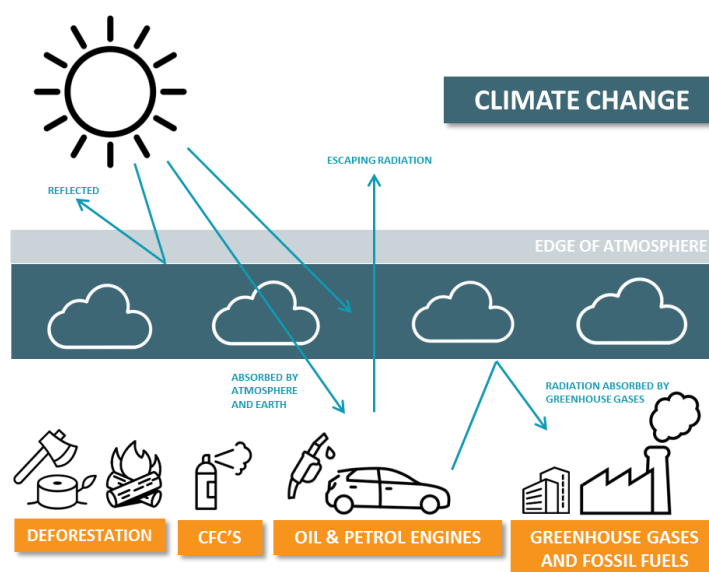 CLIMATE CHANGE
ESCAPING RADIATION
REFLECTED
EDGE OF ATMOSPHERE
ABSORBED BY
ATMOSPHERE
AND EARTH
RADIATION ABSORBED BY
GREENHOUSE GASES
DEFORESTATION
CFC'S
OIL & PETROL ENGINES
GREENHOUSE GASES
AND FOSSIL FUELS